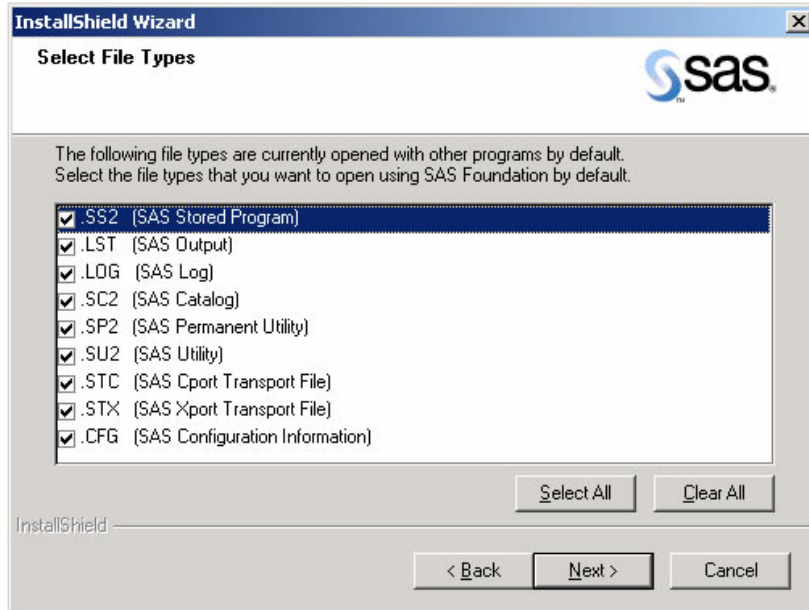 InstallShield Wizard
Select File Types
sas
TM
®
The following file types are currently opened with other programs by default.
Select the file types that you want to open using SAS Foundation by default.
.SS2 (SAS Stored Program)
.LST (SAS Output)
.LOG (SAS Log)
.SC2 (SAS Catalog)
.SP2 (SAS Permanent Utility)
.SU2 (SAS Utility)
.STC (SAS Cport Transport File)
.STX (SAS Xport Transport File)
.CFG (SAS Configuration Information)
Select All
Clear All
InstallShield
< Back
Next >
Cancel